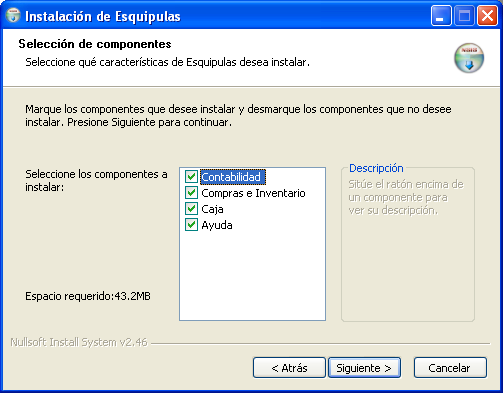 Instalación de Esquipulas
Selección de componentes
Seleccione qué características de Esquipulas desea instalar.
Marque los componentes que desee instalar y desmarque los componentes que no desee
instalar. Presione Siguiente para continuar.
Seleccione los componentes a
instalar:
Contabilidad
Compras e Inventario
Caja
Ayuda
Descripción
Sitúe el ratón encima de
un componente para
ver su descripción.
Espacio requerido:43.2MB
Nullsoft Install System v2.46
< Atrás
Siguiente >
Cancelar